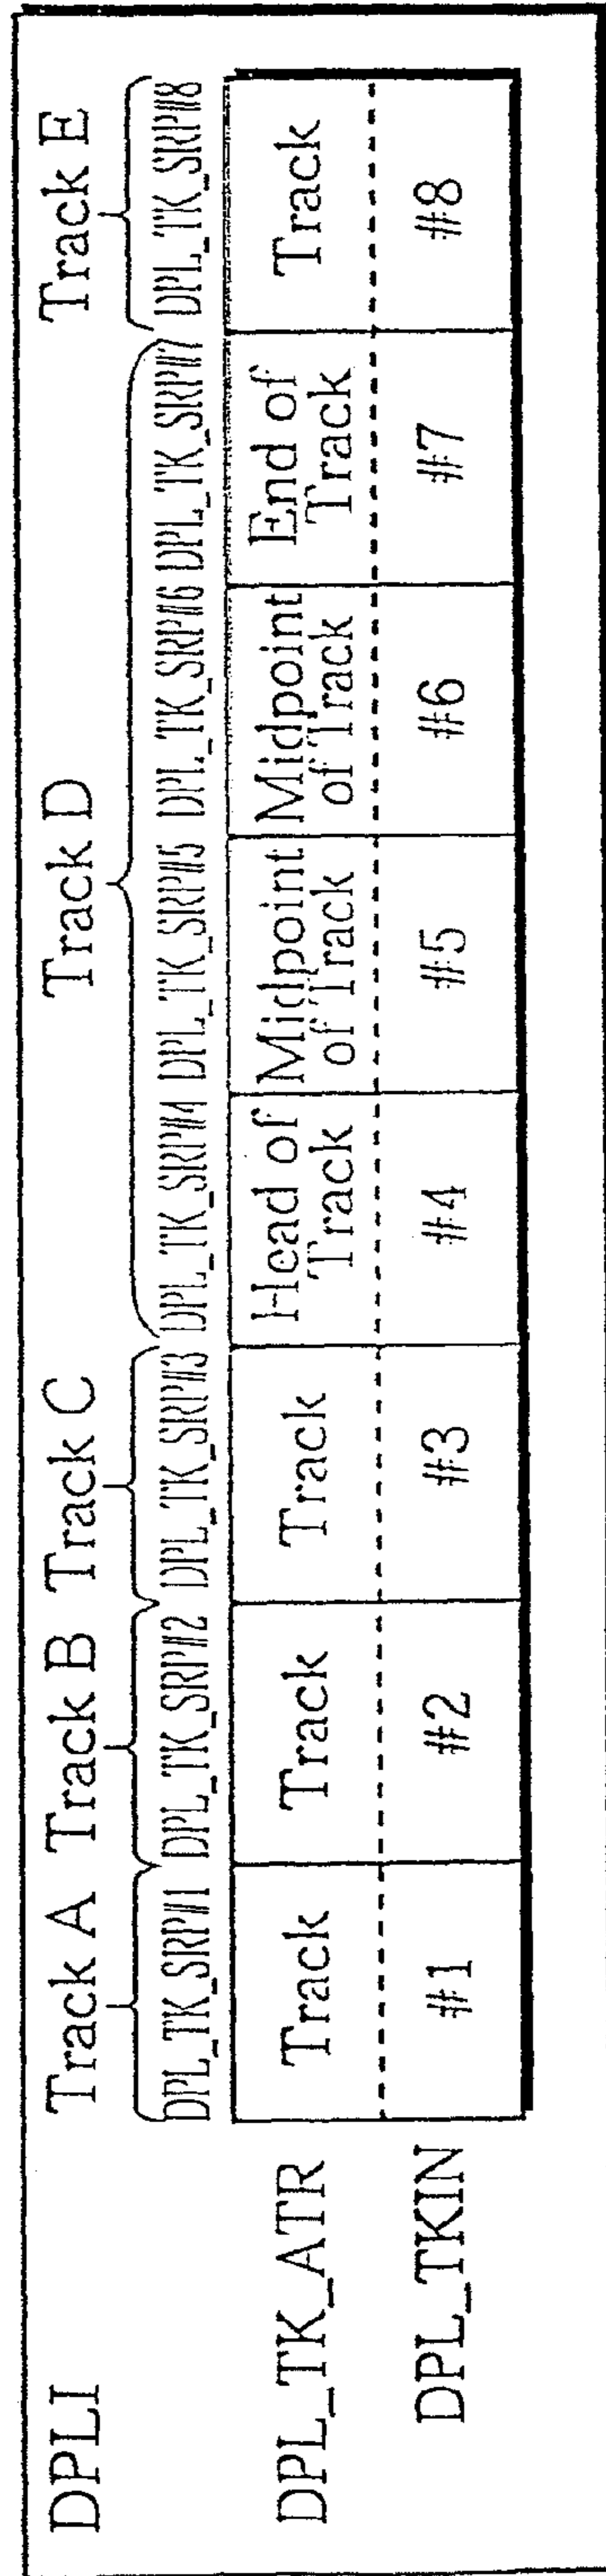 DPLI
Track A Track B Track C Track D Track E
DPL_TK_SRP#1 DPL_TK_SRP#2 DPL_TK_SRP#3 DPL_TK_SRP#4 DPL_TK_SRP#5 DPL_TK_SRP#6 DPL_TK_SRP#7 DPL_TK_SRP#8
DPL_TK_ATR Track Track Track Head of Track Midpoint of Track Midpoint of Track End of Track Track
DPL_TKIN #1 #2 #3 #4 #5 #6 #7 #8